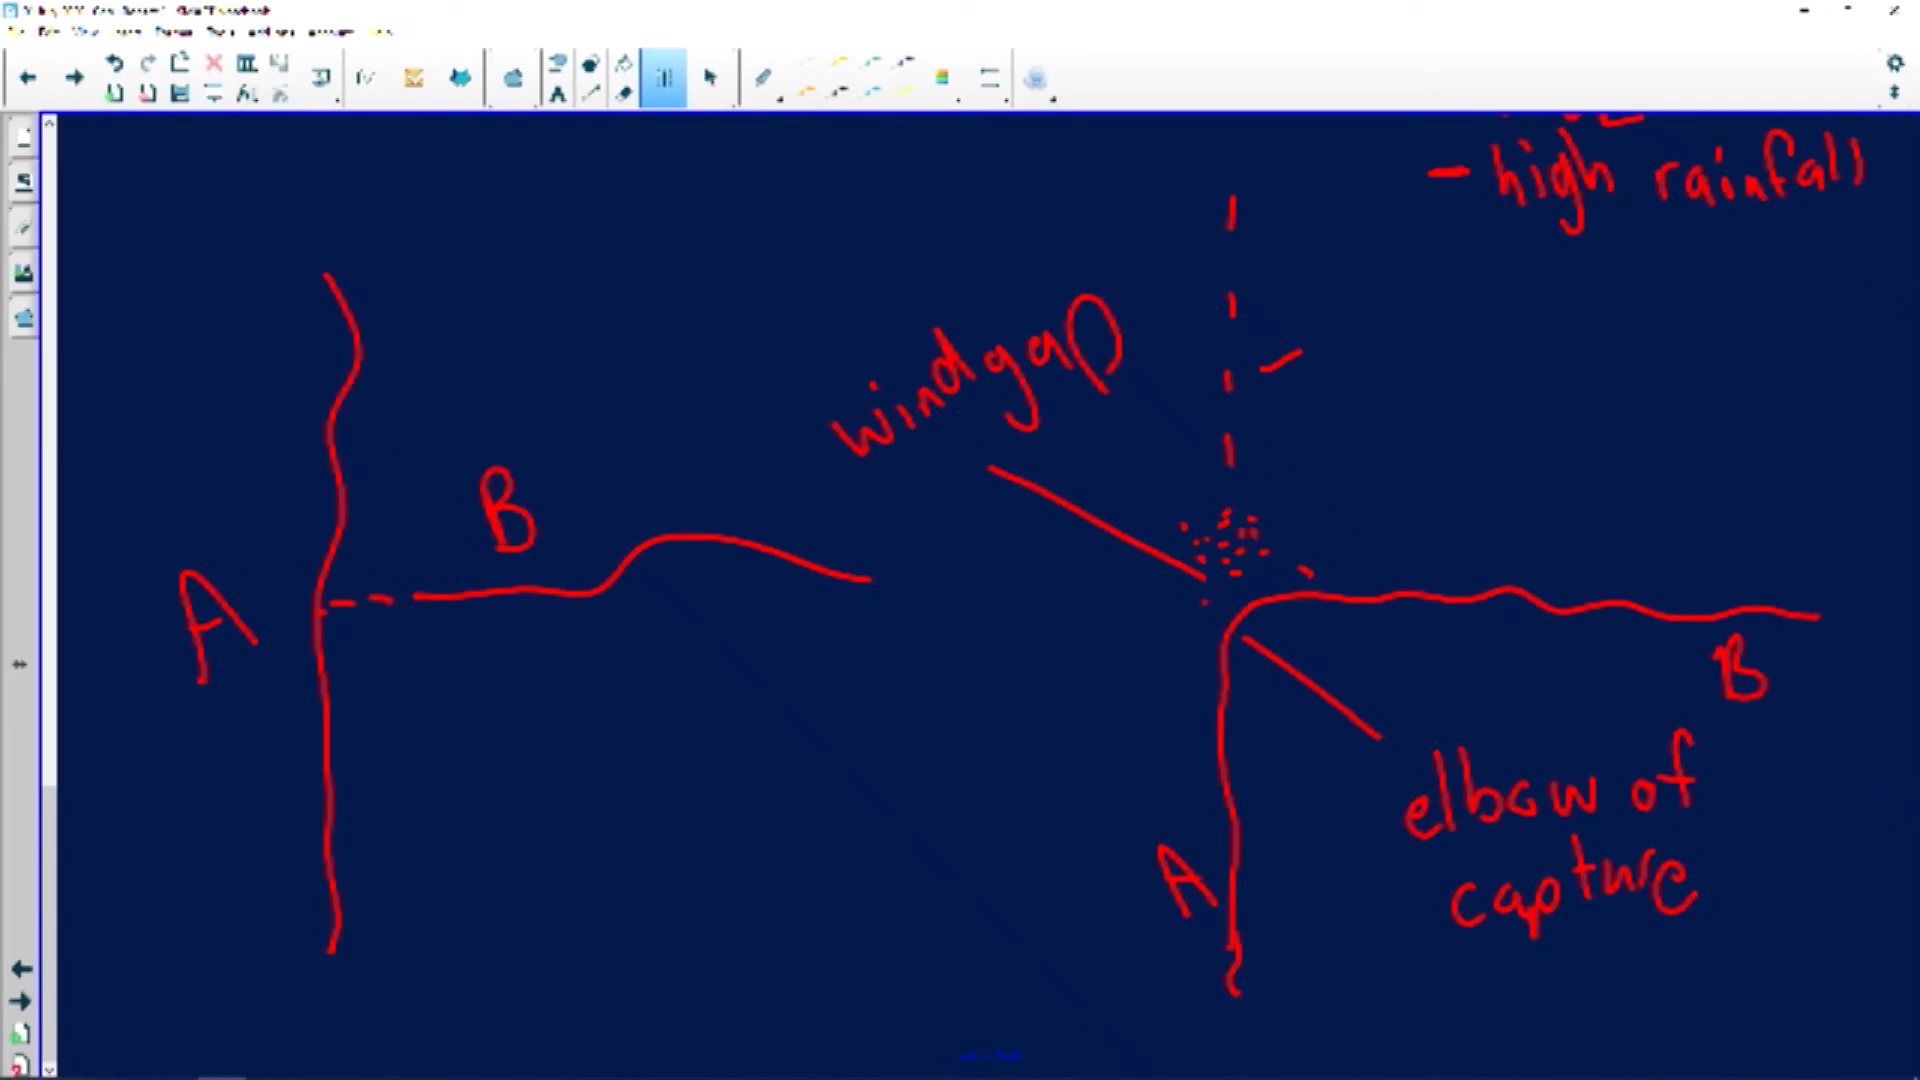 - high rainfall
windgap
B
A
B
elbow of
capture
A